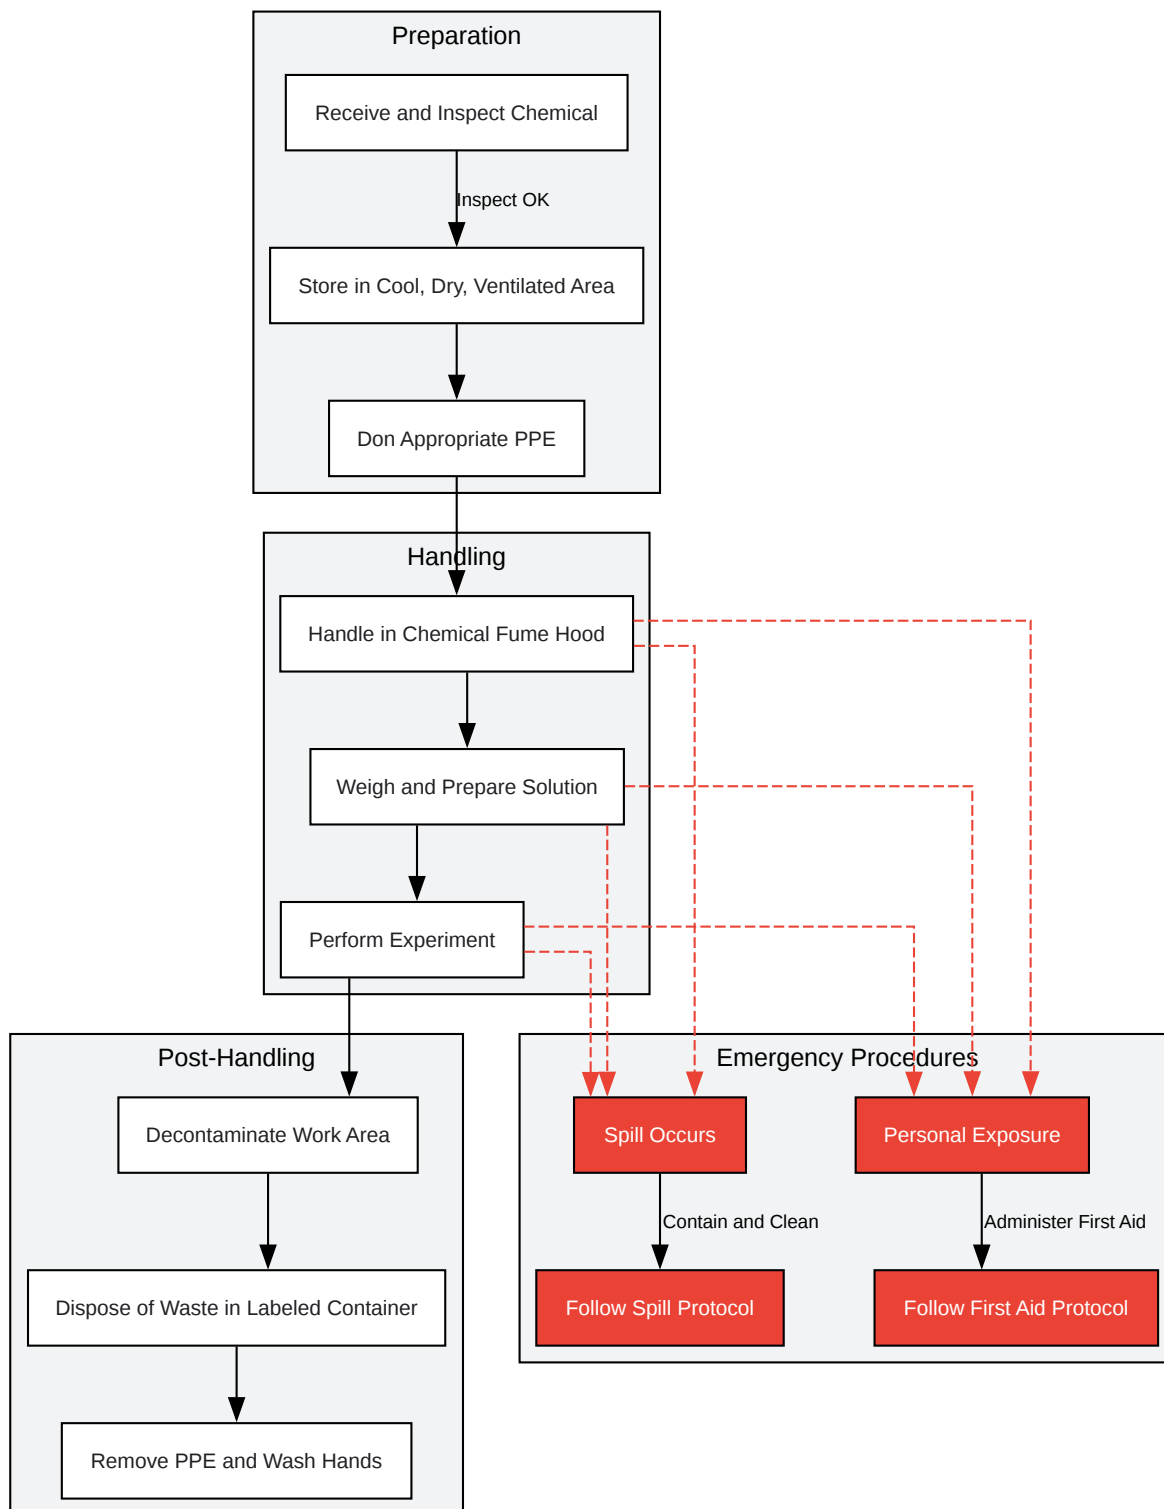 Preparation
Receive and Inspect Chemical
Inspect OK
Store in Cool, Dry, Ventilated Area
Don Appropriate PPE
Handling
Handle in Chemical Fume Hood
Weigh and Prepare Solution
Perform Experiment
Post-Handling
Decontaminate Work Area
Dispose of Waste in Labeled Container
Remove PPE and Wash Hands
Emergency Procedures
Spill Occurs
Personal Exposure
Contain and Clean
Administer First Aid
Follow Spill Protocol
Follow First Aid Protocol